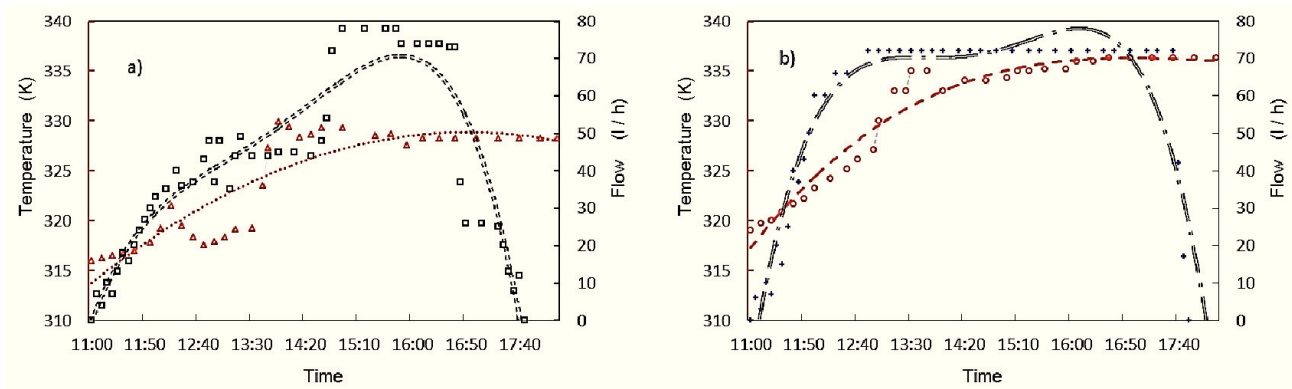 340 80 340 80
a) b)
335 70 335 70
60 60
330 50 330 50
325 40 325 40
30 30
320 20 320 20
315 10 315 10
310 0 310 0
Temperature (K) Flow (l / h) Temperature (K) Flow (l / h)
11:00 11:50 12:40 13:30 14:20 15:10 16:00 16:50 17:40 11:00 11:50 12:40 13:30 14:20 15:10 16:00 16:50 17:40
Time Time